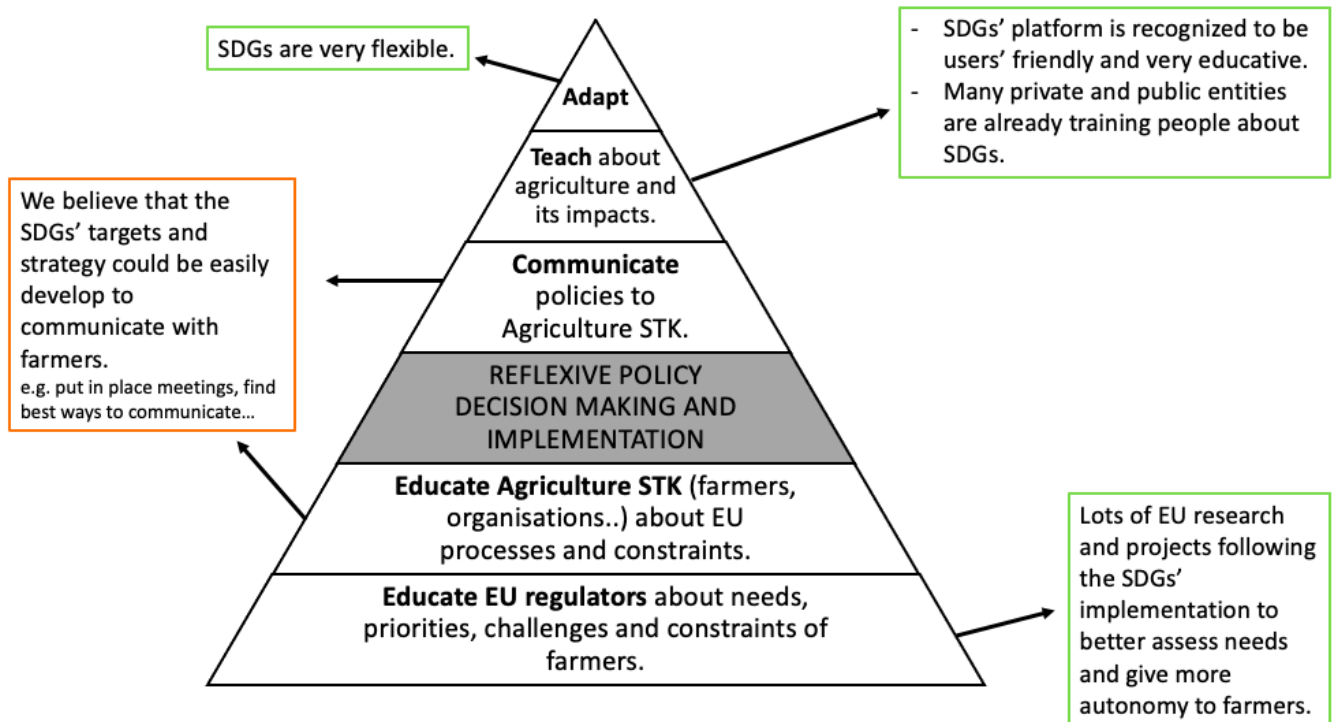 SDGs are very flexible.
- SDGs' platform is recognized to be
users' friendly and very educative.
- Many private and public entities
are already training people about
SDGs.
Adapt
Teach about
agriculture and
its impacts.
We believe that the
SDGs' targets and
strategy could be easily
develop to
communicate with
farmers.
e.g. put in place meetings, find
best ways to communicate...
Communicate
policies to
Agriculture STK.
REFLEXIVE POLICY
DECISION MAKING AND
IMPLEMENTATION
Educate Agriculture STK (farmers,
organisations..) about EU
processes and constraints.
Educate EU regulators about needs,
priorities, challenges and constraints of
farmers.
Lots of EU research
and projects following
the SDGs'
implementation to
better assess needs
and give more
autonomy to farmers.